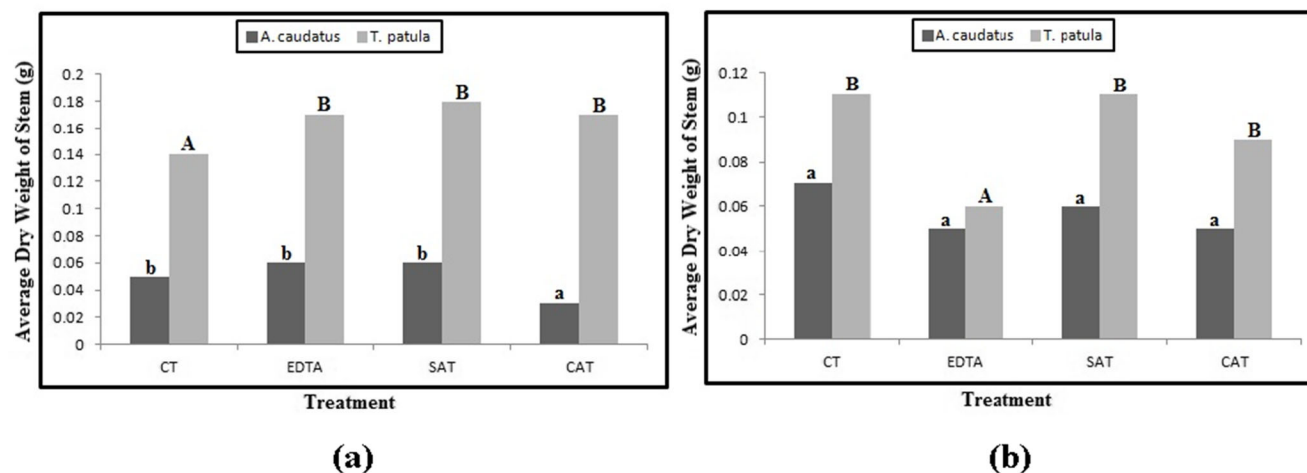 A. caudatus T. patula
Average Dry Weight of Stem (g)
0.2
0.18
0.16
0.14
0.12
0.1
0.08
0.06
0.04
0.02
0
b A
b B
b B
a B
CT EDTA SAT CAT
Treatment
(a)
A. caudatus T. patula
Average Dry Weight of Stem (g)
0.12
0.1
0.08
0.06
0.04
0.02
0
a B
a A
a B
a B
CT EDTA SAT CAT
Treatment
(b)